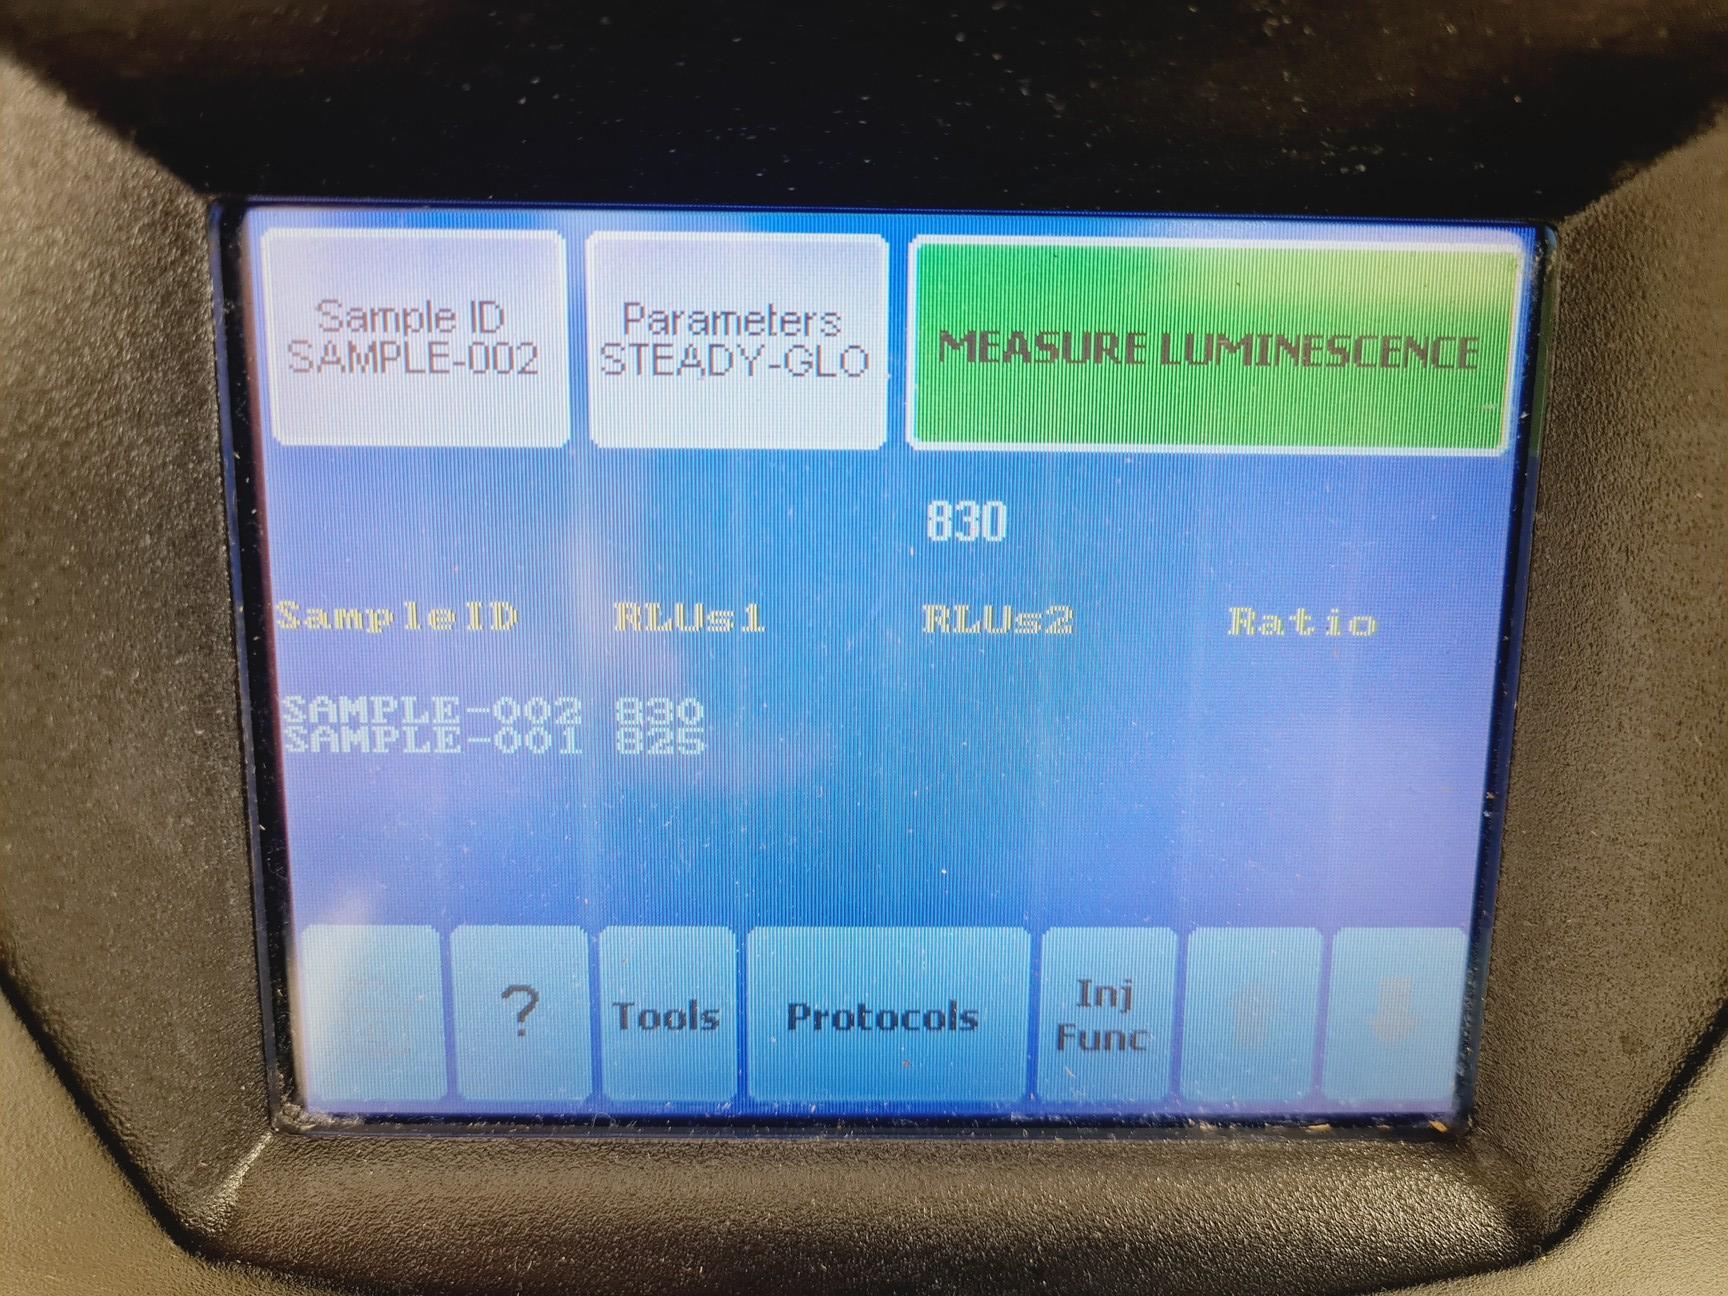 Sample ID
SAMPLE-002
Parameters
STEADY-GLO
MEASURE LUMINESCENCE
830
SampleID RLUs1 RLUs2 Ratio
SAMPLE-002 830
SAMPLE-001 825
?
Tools
Protocols
Inj
Func